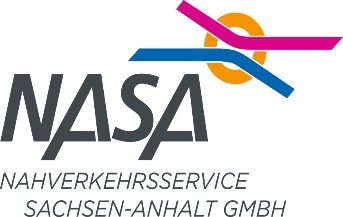 NASA
NAHVERKEHRSSERVICE
SACHSEN-ANHALT GMBH